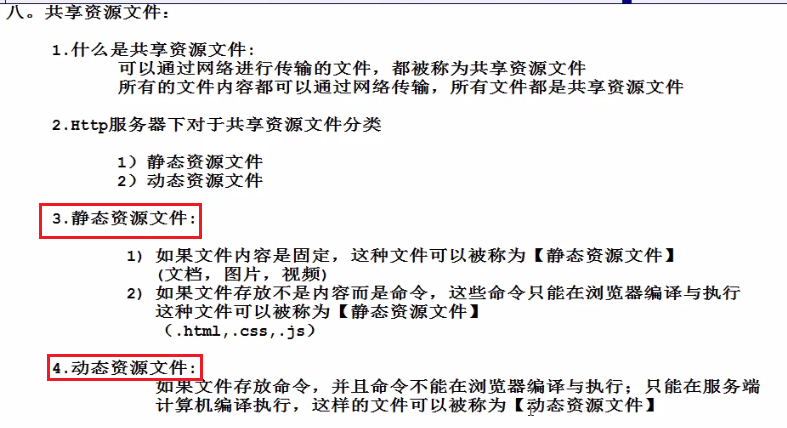 八。共享资源文件：
1.什么是共享资源文件:
可以通过网络进行传输的文件，都被称为共享资源文件
所有的文件内容都可以通过网络传输，所有文件都是共享资源文件
2.Http服务器下对于共享资源文件分类
1）静态资源文件
2）动态资源文件
3.静态资源文件:
1) 如果文件内容是固定，这种文件可以被称为【静态资源文件】
(文档，图片，视频)
2) 如果文件存放不是内容而是命令，这些命令只能在浏览器编译与执行
这种文件可以被称为【静态资源文件】
（.html,.css,.js）
4.动态资源文件:
如果文件存放命令，并且命令不能在浏览器编译与执行；只能在服务端
计算机编译执行，这样的文件可以被称为【动态资源文件】